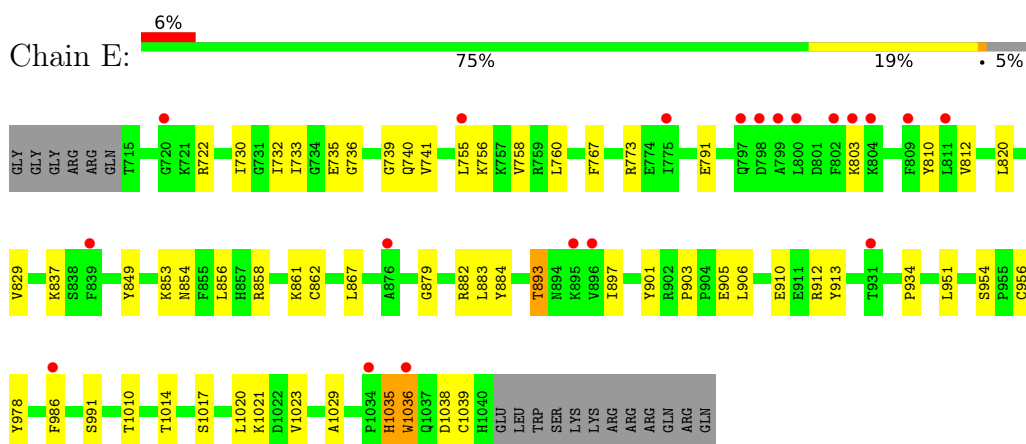 6%
Chain E:
75% 19% • 5%
GLY GLY GLY ARG ARG GLN T715 G720 K721 R722 I730 G731 I732 I733 G734 E735 G736 G739 Q740 V741 L755 K756 K757 V758 R759 L760 F767 R773 E774 I775 E791 Q797 D798 A799 L800 D801 F802 K803 K804 F809 Y810 L811 V812 L820
V829 K837 S838 F839 Y849 K853 N854 F855 L856 H857 R858 K861 C862 L867 A876 G879 R882 L883 Y884 T893 N894 K895 V896 I897 Y901 R902 P903 P904 E905 L906 E910 E911 R912 Y913 T931 P934 L951 S954 P955 C956
Y978 F986 S991 T1010 T1014 S1017 L1020 K1021 D1022 V1023 A1029 P1034 H1035 W1036 Q1037 D1038 C1039 H1040 GLU LEU TRP SER LYS LYS ARG ARG ARG GLN ARG GLN